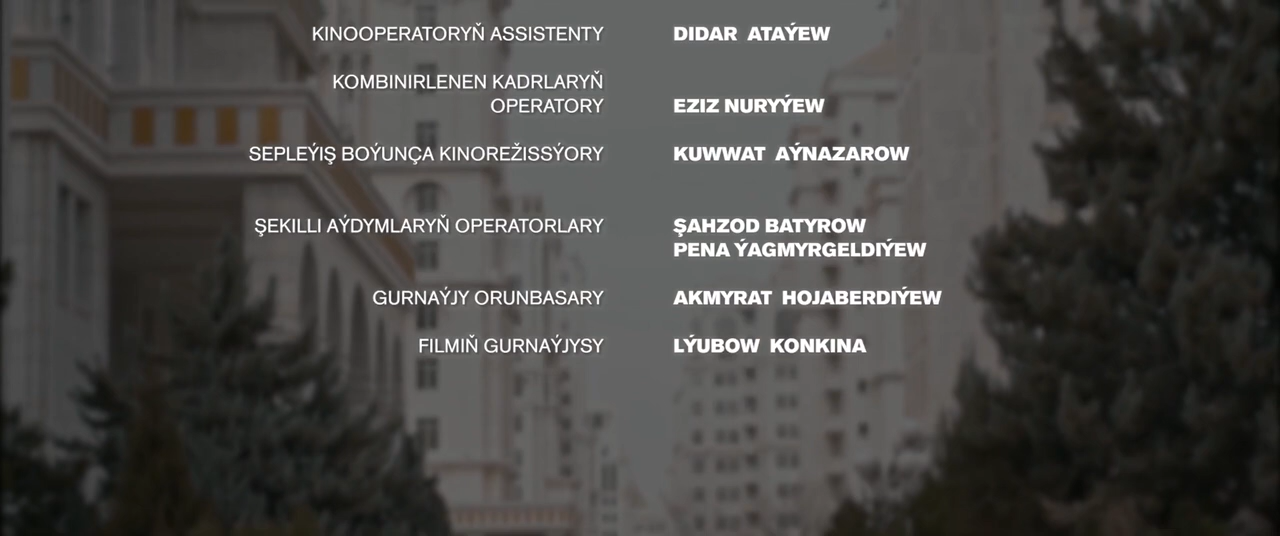 KINOOPERATORYŇ ASSISTENTY DIDAR ATAÝEW
KOMBINIRLENEN KADRLARYŇ
OPERATORY EZIZ NURYÝEW
SEPLEÝIŞ BOÝUNÇA KINOREŽISSÝORY KUWWAT AÝNAZAROW
ŞEKILLI AÝDYMLARYŇ OPERATORLARY ŞAHZOD BATYROW
PENA ÝAGMYRGELDIÝEW
GURNAÝJY ORUNBASARY AKMYRAT HOJABERDIÝEW
FILMIŇ GURNAÝJYSY LÝUBOW KONKINA